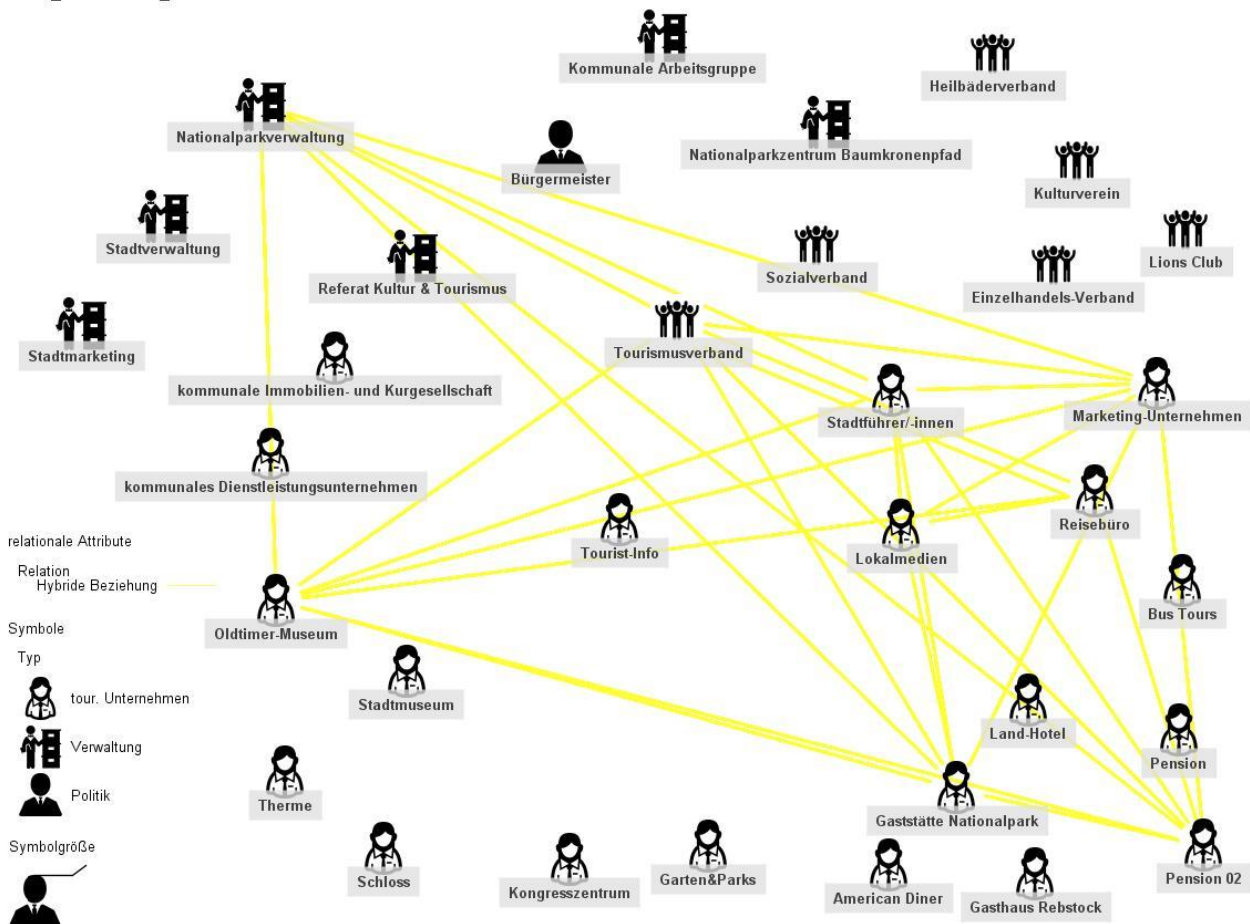 Kommunale Arbeitsgruppe
Heilbäderverband
Nationalparkverwaltung
Nationalparkzentrum Baumkronenpfad
Bürgermeister
Kulturverein
Stadtverwaltung
Lions Club
Sozialverband
Referat Kultur & Tourismus
Einzelhandels-Verband
Stadtmarketing
Tourismusverband
kommunale Immobilien- und Kurgesellschaft
Stadtführer/-innen
Marketing-Unternehmen
kommunales Dienstleistungsunternehmen
Reisebüro
Tourist-Info
Lokalmedien
relationale Attribute
Relation
Hybride Beziehung
Bus Tours
Oldtimer-Museum
Symbole
Typ
tour. Unternehmen
Verwaltung
Politik
Symbolgröße
Stadtmuseum
Land-Hotel
Pension
Therme
Gaststätte Nationalpark
Schloss
Kongresszentrum
Garten&Parks
American Diner
Gasthaus Rebstock
Pension 02